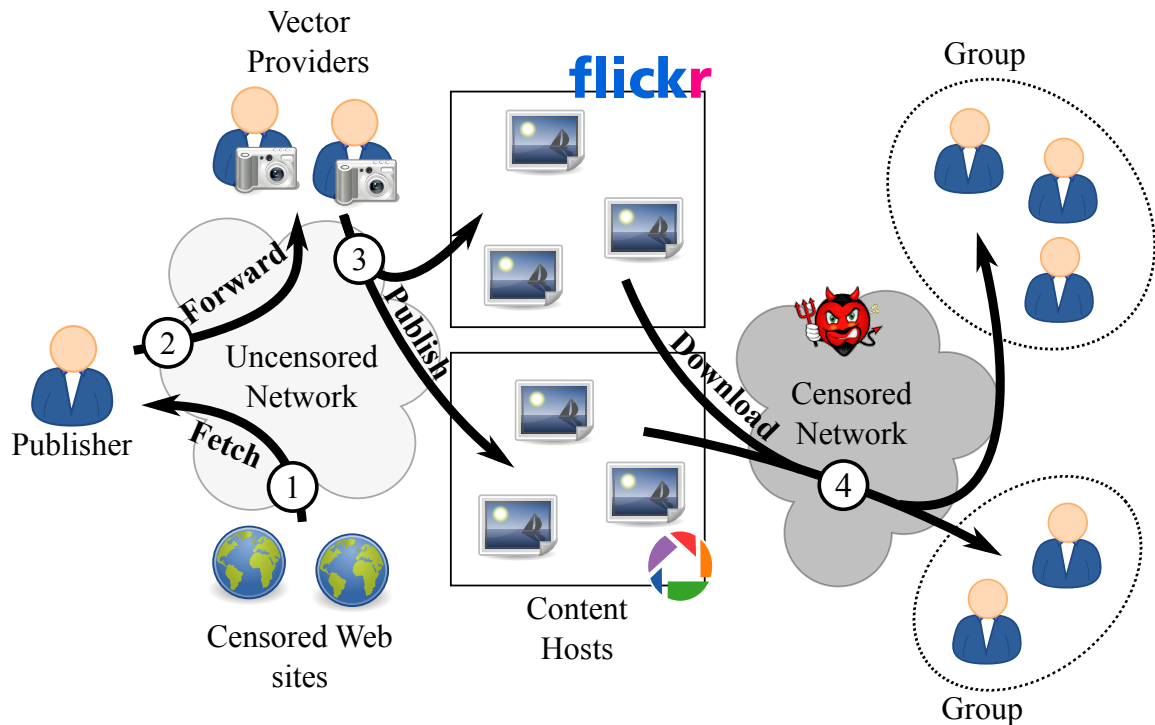 Vector
Providers
flickr
Group
3
Forward
2
Publish
Uncensored
Network
Download
Censored
Network
Publisher
Fetch
1
4
Censored Web
sites
Content
Hosts
Group